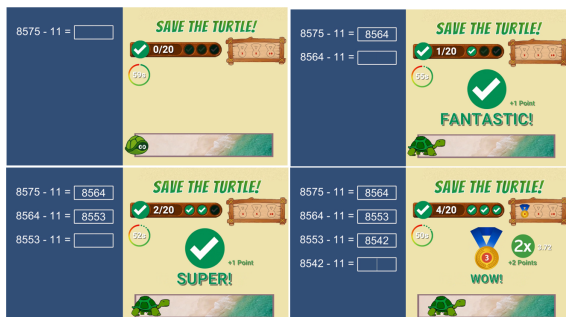 8575 - 11 =
SAVE THE TURTLE!
0/20
59s
8575 - 11 = 8564
8564 - 11 =
SAVE THE TURTLE!
1/20
55s
+1 Point
FANTASTIC!
8575 - 11 = 8564
8564 - 11 = 8553
8553 - 11 =
SAVE THE TURTLE!
2/20
52s
+1 Point
SUPER!
8575 - 11 = 8564
8564 - 11 = 8553
8553 - 11 = 8542
8542 - 11 =
SAVE THE TURTLE!
4/20
50s
3
2x
+2 Points
WOW!